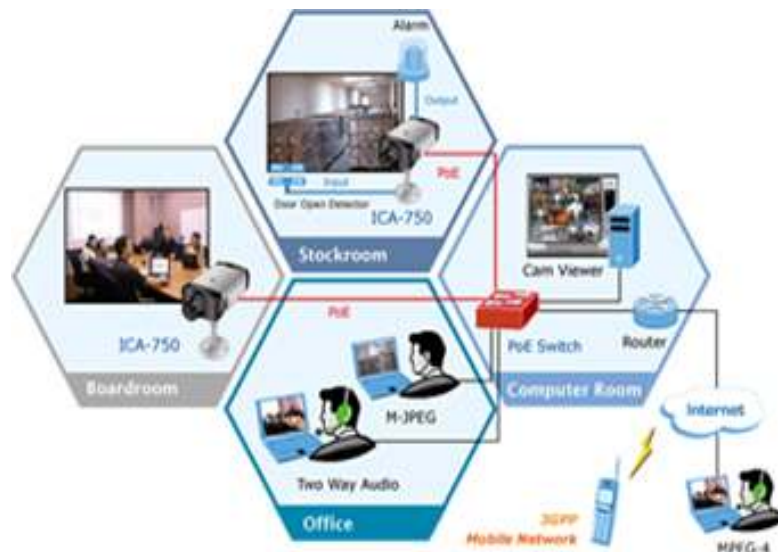 Alarm
Output
PoE
Input
Door Open Detector
ICA-750
Stockroom
ICA-750
PoE
Boardroom
Cam Viewer
PoE Switch
Router
Computer Room
M-JPEG
Two Way Audio
Office
Internet
3GPP
Mobile Network
MPEG-4